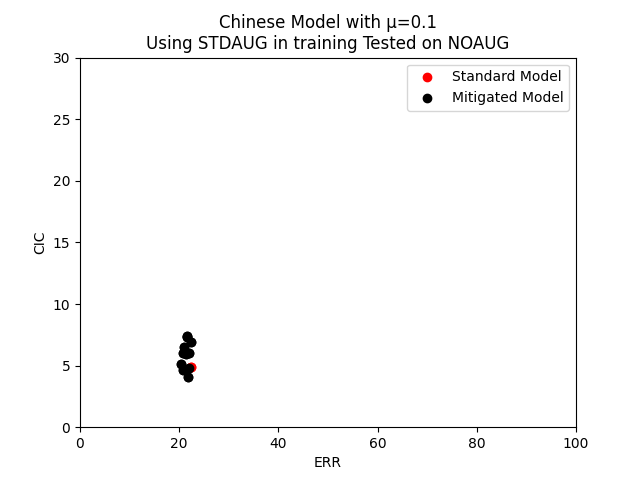 Chinese Model with μ=0.1
Using STDAUG in training Tested on NOAUG
Standard Model
Mitigated Model
30
25
20
15
10
5
0
CIC
0 20 40 60 80 100
ERR